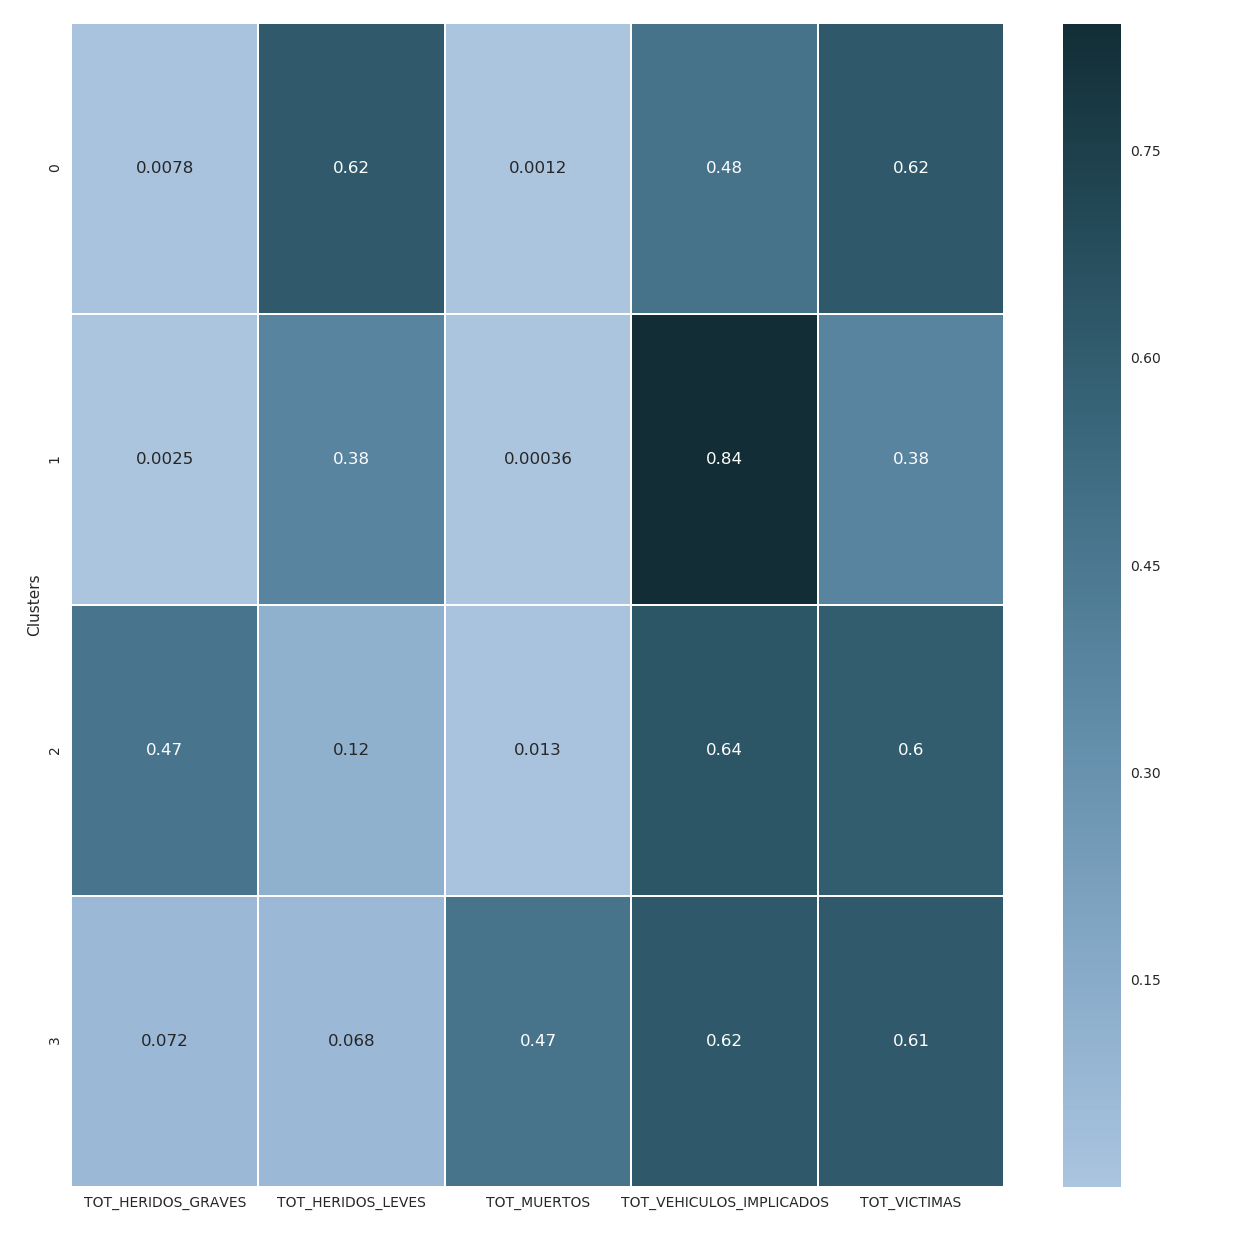 0 0.0078 0.62 0.0012 0.48 0.62
1 0.0025 0.38 0.00036 0.84 0.38
Clusters
2 0.47 0.12 0.013 0.64 0.6
3 0.072 0.068 0.47 0.62 0.61
TOT_HERIDOS_GRAVES TOT_HERIDOS_LEVES TOT_MUERTOS TOT_VEHICULOS_IMPLICADOS TOT_VICTIMAS
0.75
0.60
0.45
0.30
0.15